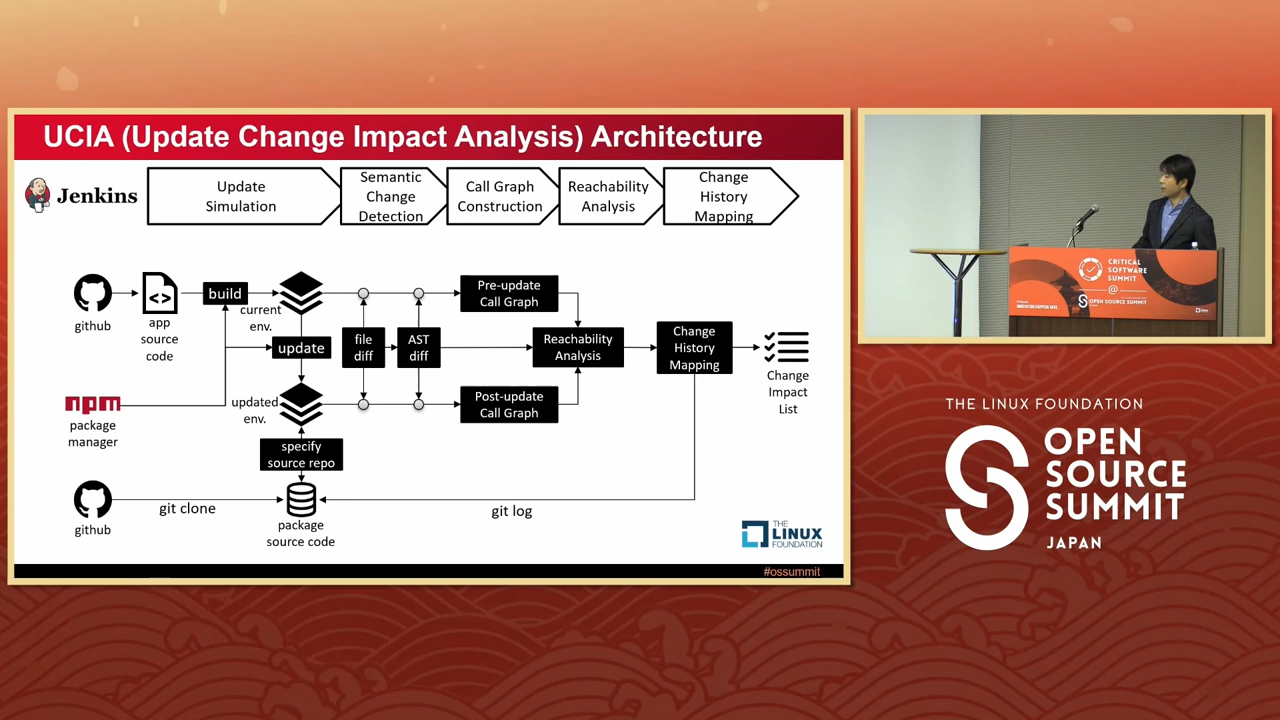 UCIA (Update Change Impact Analysis) Architecture
Jenkins
Update
Simulation
Semantic
Change
Detection
Call Graph
Construction
Reachability
Analysis
Change
History
Mapping
github
app
source
code
build
current
env.
update
updated
env.
npm
package
manager
file
diff
AST
diff
Pre-update
Call Graph
Reachability
Analysis
Post-update
Call Graph
Change
History
Mapping
Change
Impact
List
specify
source repo
github
git clone
package
source code
git log
THE
LINUX
FOUNDATION
#ossummit
CRITICAL
SOFTWARE
SUMMIT
@
OPEN SOURCE SUMMIT
THE LINUX FOUNDATION
OPEN
SOURCE
SUMMIT
JAPAN